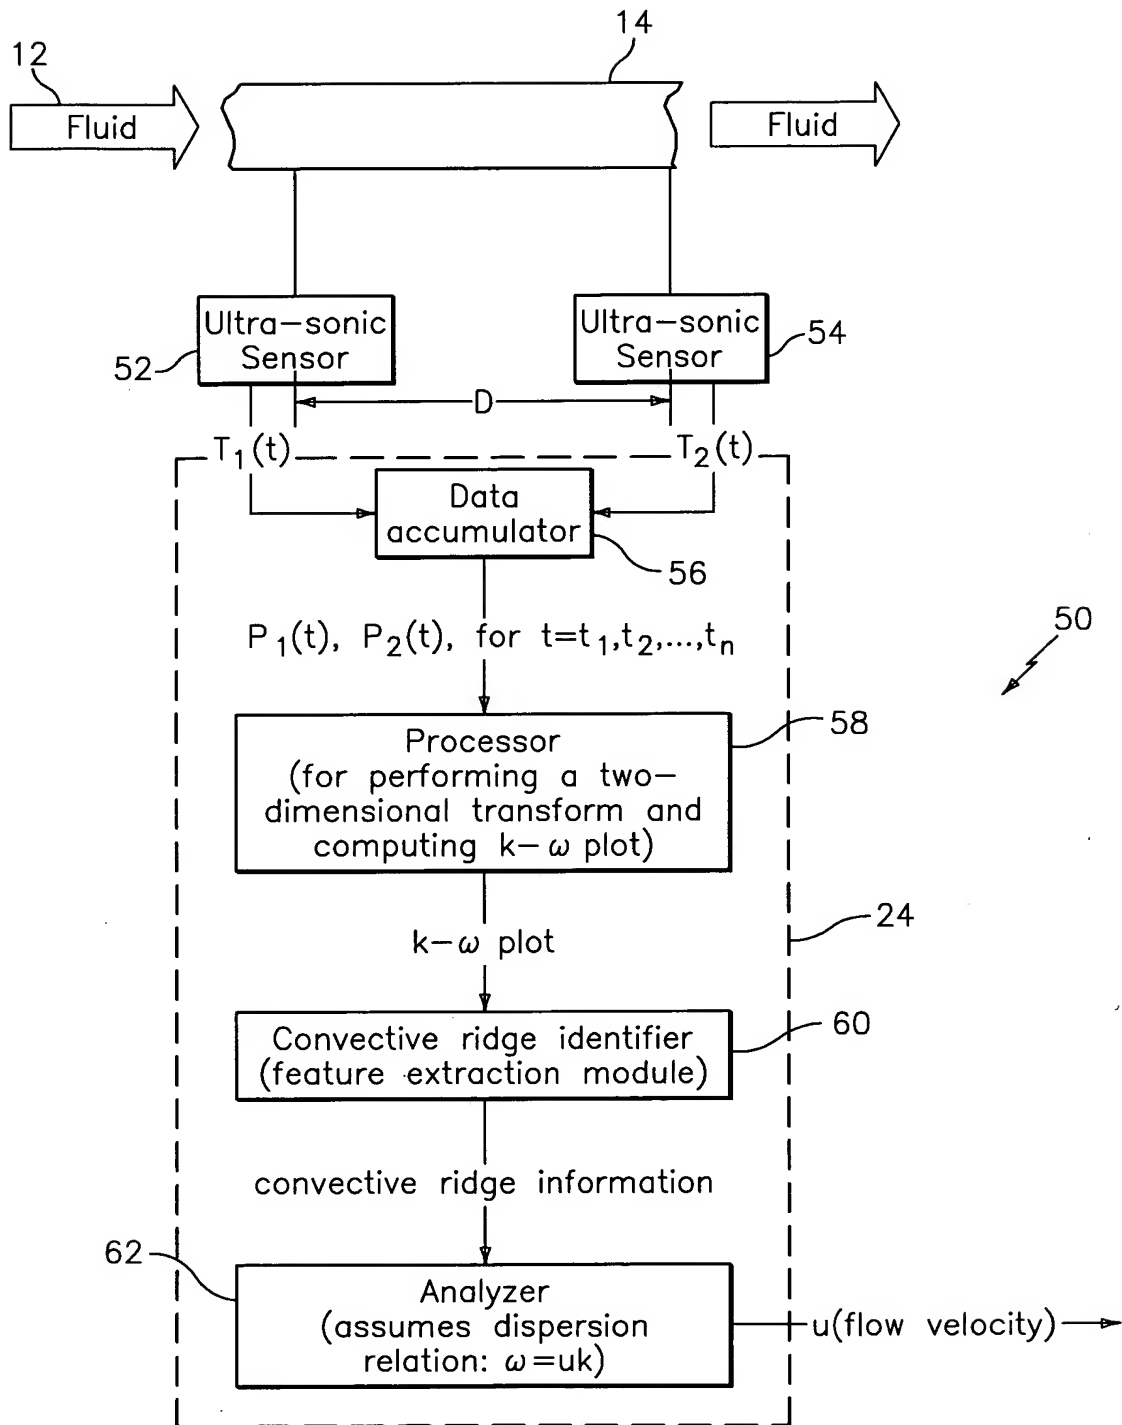 14
12
Fluid
Fluid
Ultra-sonic
Sensor
52
Ultra-sonic
Sensor
54
D
T1(t)
T2(t)
Data
accumulator
56
P1(t), P2(t), for t=t1,t2,...,tn
50
Processor
(for performing a two-
dimensional transform and
computing k-ω plot)
58
k-ω plot
24
Convective ridge identifier
(feature extraction module)
60
convective ridge information
62
Analyzer
(assumes dispersion
relation: ω=uk)
u(flow velocity)